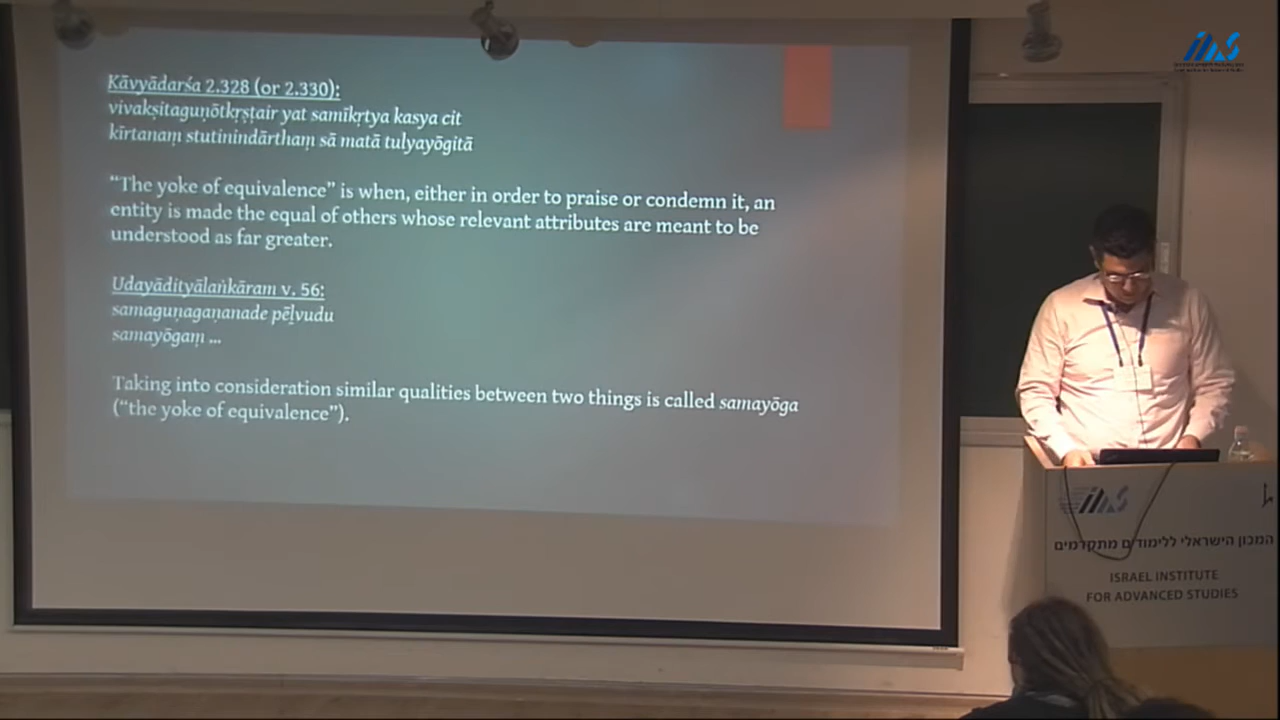 Kāvyādarśa 2.328 (or 2.330):
vivakṣitaguṇōtkṛṣṭair yat samīkṛtya kasya cit
kīrtanaṃ stutinindārthaṃ sā matā tulyayōgitā
“The yoke of equivalence” is when, either in order to praise or condemn it, an
entity is made the equal of others whose relevant attributes are meant to be
understood as far greater.
Udayādityālaṅkāram v. 56:
samaguṇagaṇanade pēḻvudu
samayōgaṃ ...
Taking into consideration similar qualities between two things is called samayōga
(“the yoke of equivalence”).
המכון הישראלי ללימודים מתקדמים
ISRAEL INSTITUTE
FOR ADVANCED STUDIES